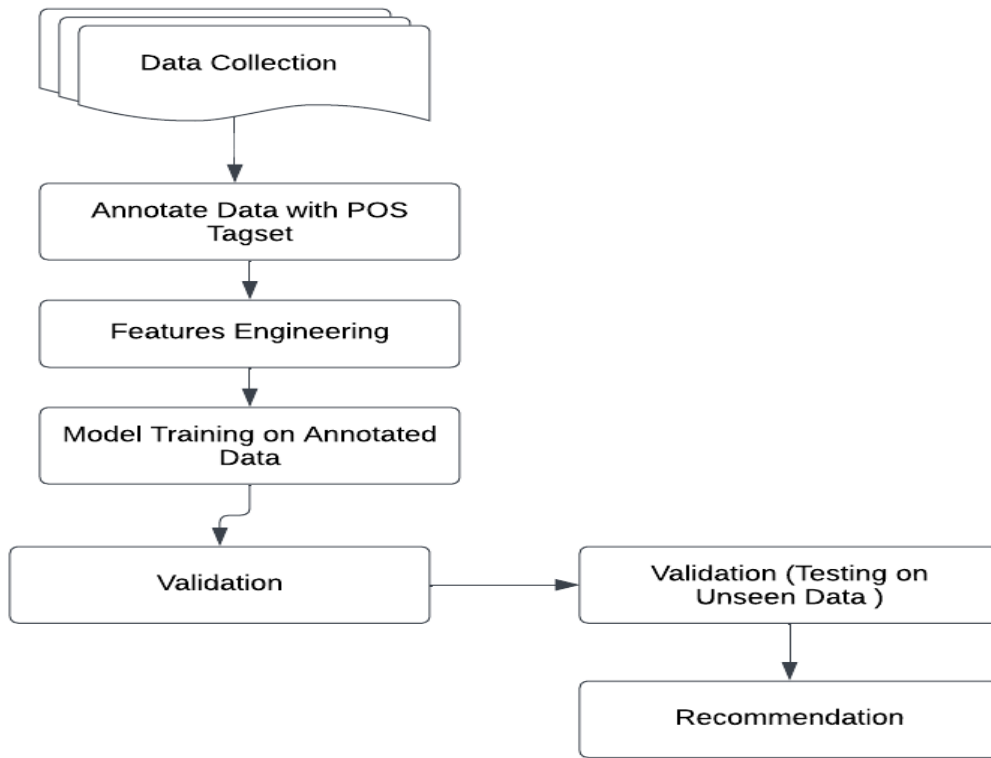 Data Collection
Annotate Data with POS
Tagset
Features Engineering
Model Training on Annotated
Data
Validation
Validation (Testing on
Unseen Data )
Recommendation